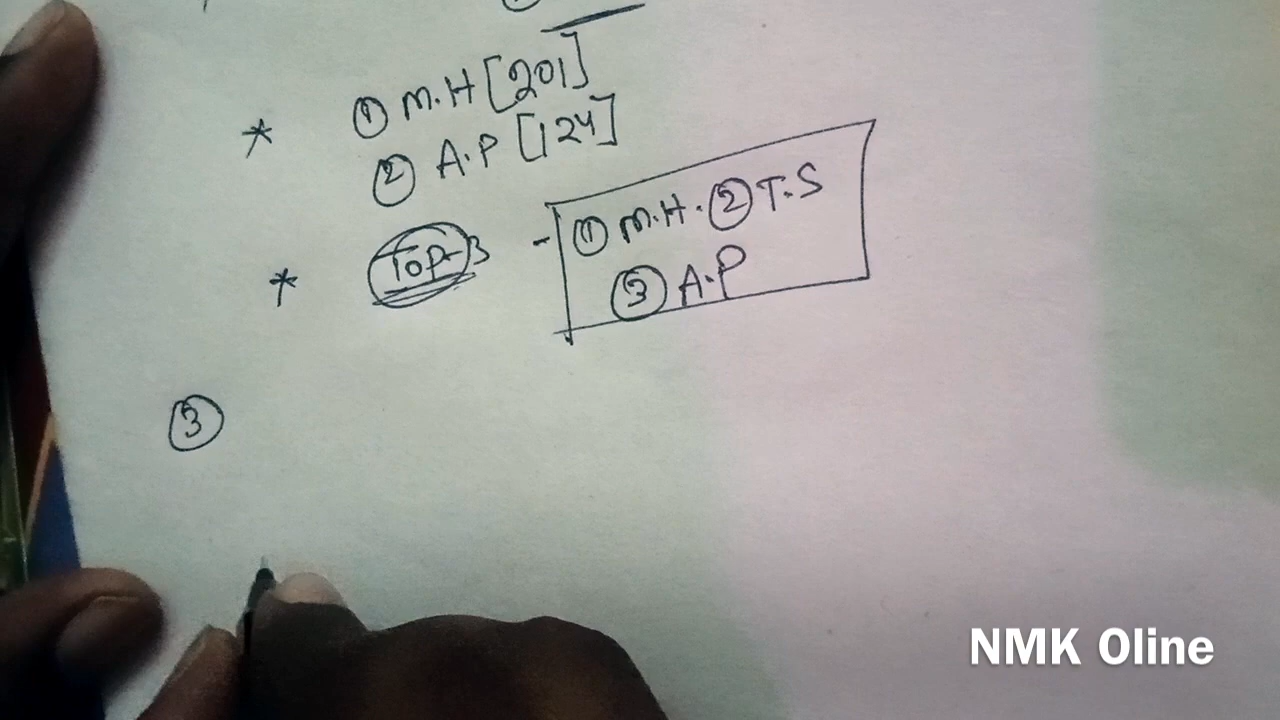 * ① M.H [201]
② A.P [124]
* Top-3 - ① M.H. ② T.S
③ A.P
③
NMK Oline